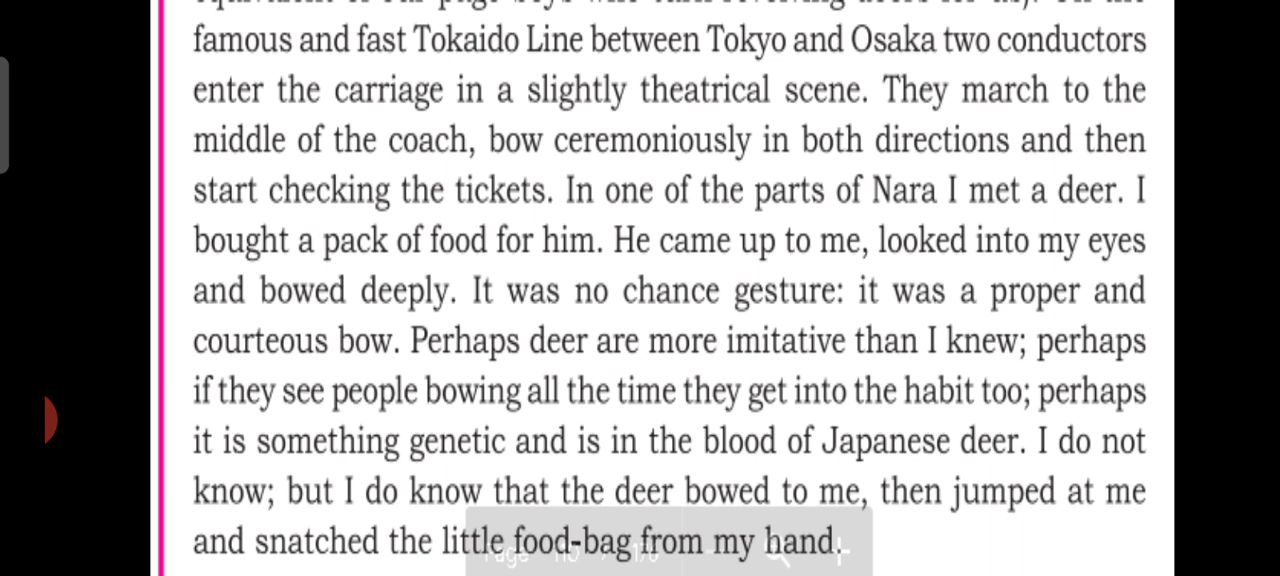 famous and fast Tokaido Line between Tokyo and Osaka two conductors
enter the carriage in a slightly theatrical scene. They march to the
middle of the coach, bow ceremoniously in both directions and then
start checking the tickets. In one of the parts of Nara I met a deer. I
bought a pack of food for him. He came up to me, looked into my eyes
and bowed deeply. It was no chance gesture: it was a proper and
courteous bow. Perhaps deer are more imitative than I knew; perhaps
if they see people bowing all the time they get into the habit too; perhaps
it is something genetic and is in the blood of Japanese deer. I do not
know; but I do know that the deer bowed to me, then jumped at me
and snatched the little food-bag from my hand.
Page